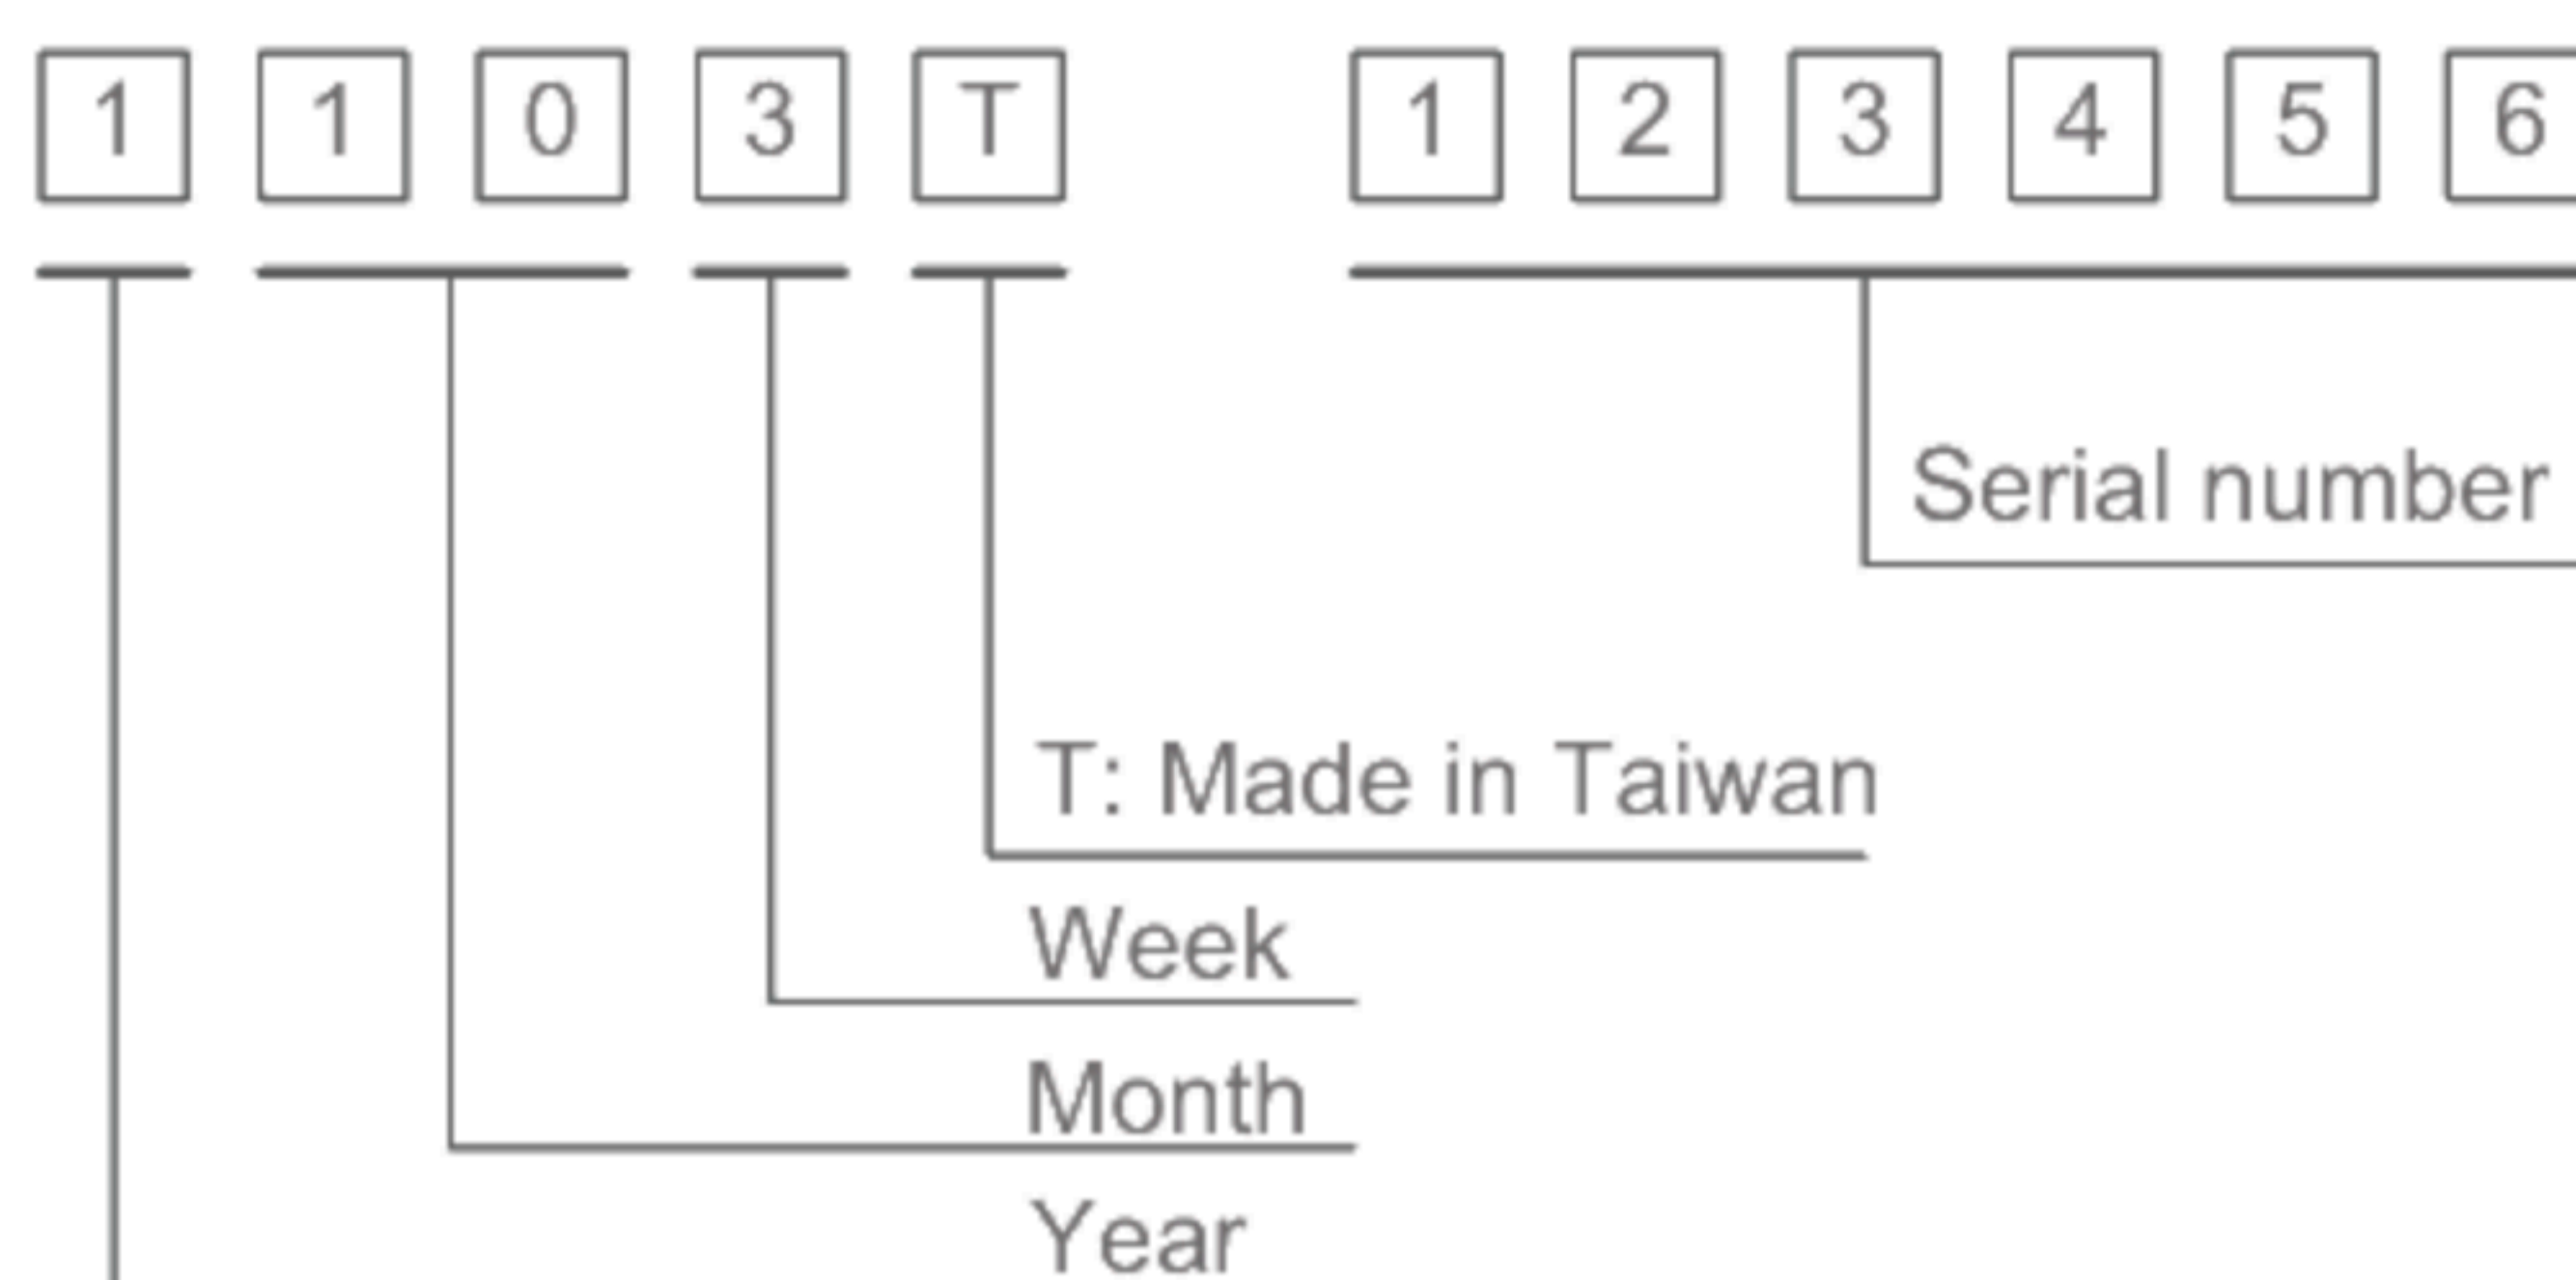 1 1 0 3 T 1 2 3 4 5 6
Serial number
T: Made in Taiwan
Week
Month
Year